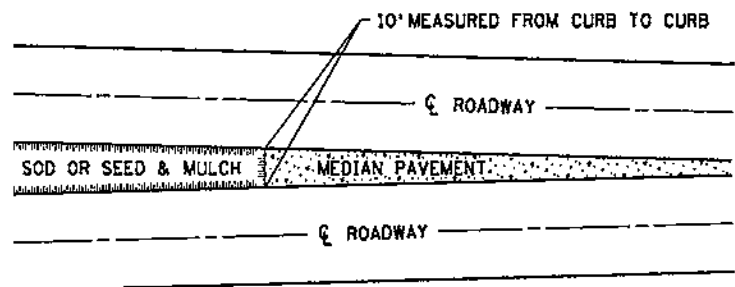 10' MEASURED FROM CURB TO CURB
℄ ROADWAY
SOD OR SEED & MULCH
MEDIAN PAVEMENT
℄ ROADWAY